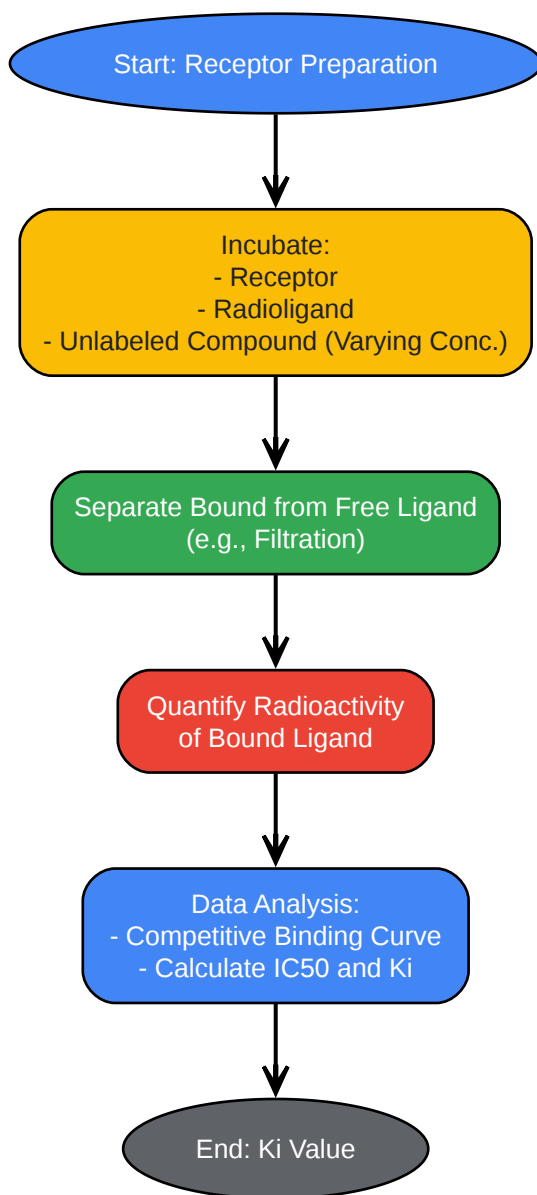 Start: Receptor Preparation
Incubate:
- Receptor
- Radioligand
- Unlabeled Compound (Varying Conc.)
Separate Bound from Free Ligand
(e.g., Filtration)
Quantify Radioactivity
of Bound Ligand
Data Analysis:
- Competitive Binding Curve
- Calculate IC50 and Ki
End: Ki Value